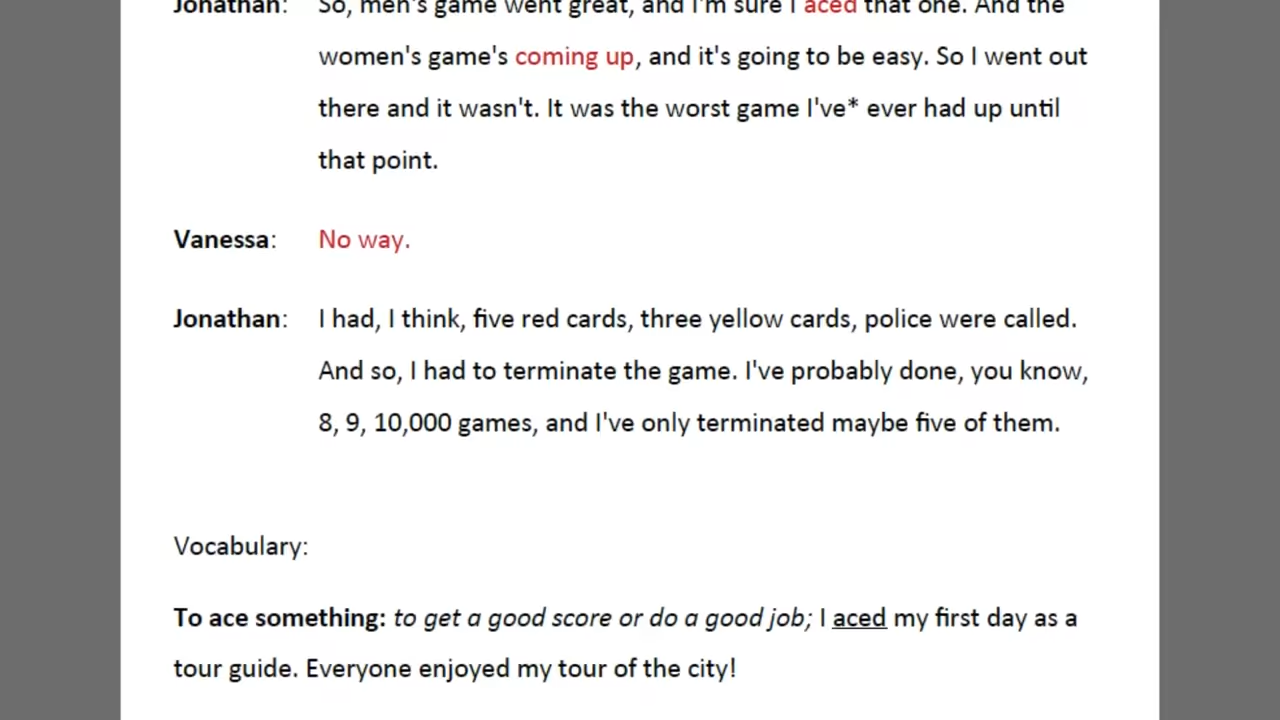 Jonathan: So, men's game went great, and I'm sure I aced that one. And the
women's game's coming up, and it's going to be easy. So I went out
there and it wasn't. It was the worst game I've* ever had up until
that point.
Vanessa: No way.
Jonathan: I had, I think, five red cards, three yellow cards, police were called.
And so, I had to terminate the game. I've probably done, you know,
8, 9, 10,000 games, and I've only terminated maybe five of them.
Vocabulary:
To ace something: to get a good score or do a good job; I aced my first day as a
tour guide. Everyone enjoyed my tour of the city!